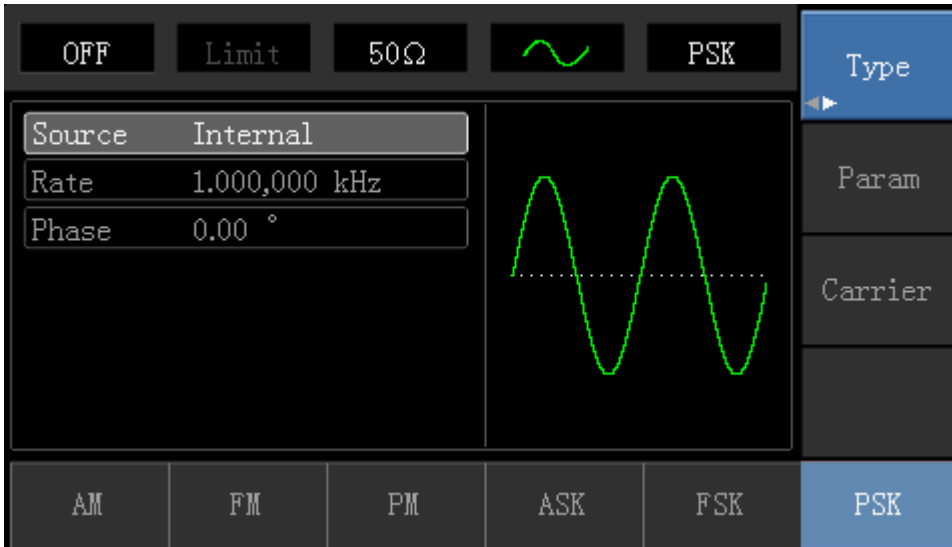 OFF Limit 50Ω PSK
Type
Source Internal
Rate 1.000,000 kHz
Phase 0.00 °
Param
Carrier
AM FM PM ASK FSK PSK